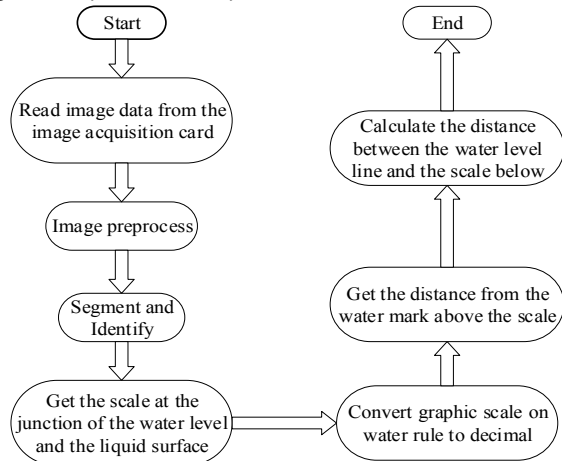 Start
Read image data from the
image acquisition card
Image preprocess
Segment and
Identify
Get the scale at the
junction of the water level
and the liquid surface
Convert graphic scale on
water rule to decimal
Get the distance from the
water mark above the scale
Calculate the distance
between the water level
line and the scale below
End